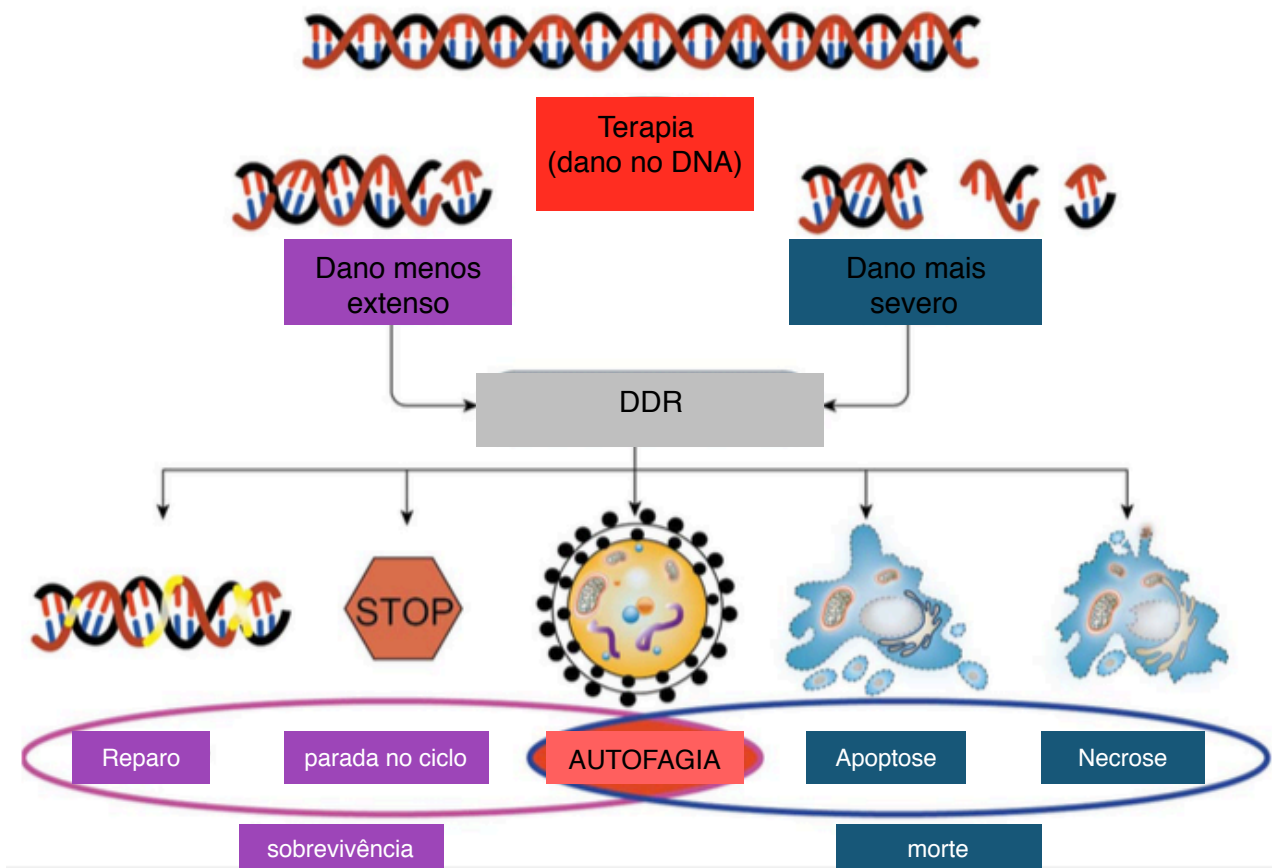 Terapia
(dano no DNA)
Dano menos
extenso
Dano mais
severo
DDR
STOP
Reparo
parada no ciclo
AUTOFAGIA
Apoptose
Necrose
sobrevivência
morte